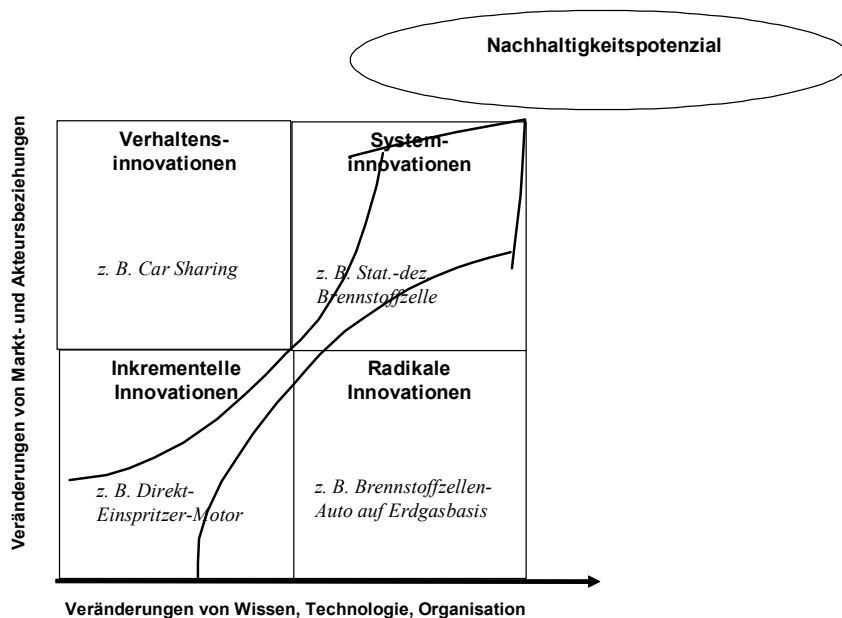 Nachhaltigkeitspotenzial
Veränderungen von Markt- und Akteursbeziehungen
Verhaltens-
innovationen
z. B. Car Sharing
System-
innovationen
z. B. Stat.-dez.
Brennstoffzelle
Inkrementelle
Innovationen
z. B. Direkt-
Einspritzer-Motor
Radikale
Innovationen
z. B. Brennstoffzellen-
Auto auf Erdgasbasis
Veränderungen von Wissen, Technologie, Organisation